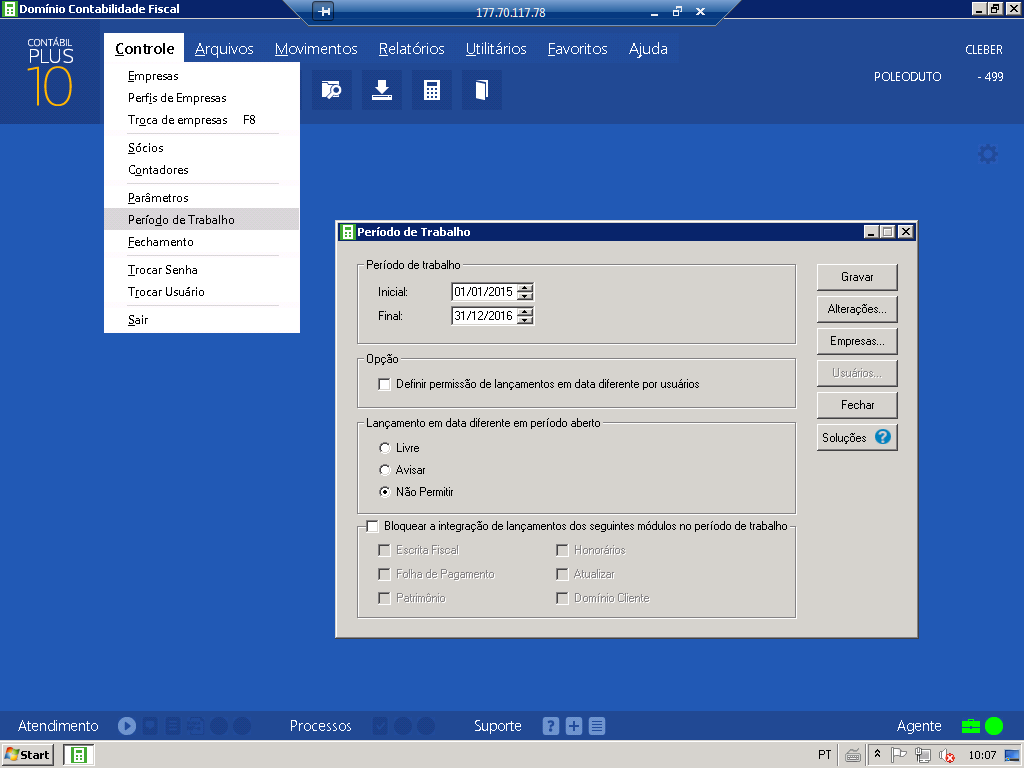 Domínio Contabilidade Fiscal
177.70.117.78
CONTÁBIL
PLUS
10
Controle Arquivos Movimentos Relatórios Utilitários Favoritos Ajuda
CLEBER
POLEODUTO - 499
Empresas
Perfis de Empresas
Troca de empresas F8
Sócios
Contadores
Parâmetros
Período de Trabalho
Fechamento
Trocar Senha
Trocar Usuário
Sair
Período de Trabalho
Período de trabalho
Inicial: 01/01/2015
Final: 31/12/2016
Gravar
Alterações...
Empresas...
Usuários...
Fechar
Soluções ?
Opção
Definir permissão de lançamentos em data diferente por usuários
Lançamento em data diferente em período aberto
Livre
Avisar
Não Permitir
Bloquear a integração de lançamentos dos seguintes módulos no período de trabalho
Escrita Fiscal Honorários
Folha de Pagamento Atualizar
Patrimônio Domínio Cliente
Atendimento Processos Suporte ? Agente
Start PT 10:07